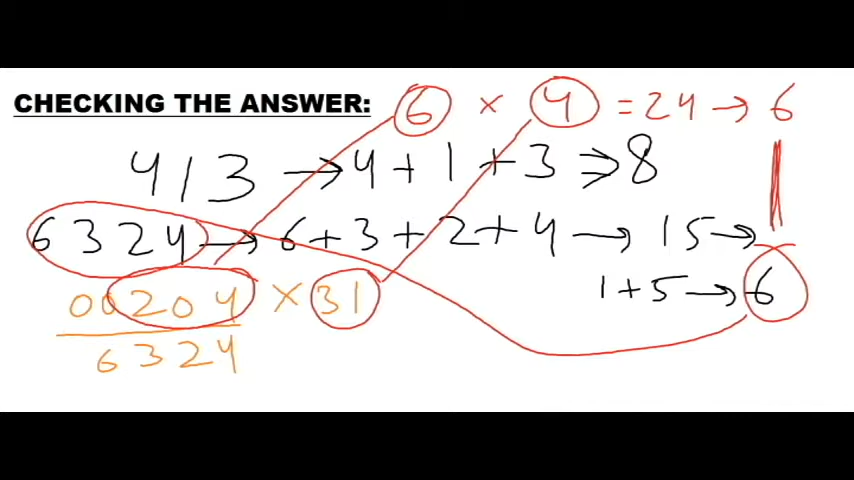 CHECKING THE ANSWER: 6 × 4 = 24 → 6
413 → 4+1+3 ⇒ 8
6324 → 6+3+2+4 → 15 →
1+5 → 6
00204 × 31
6324